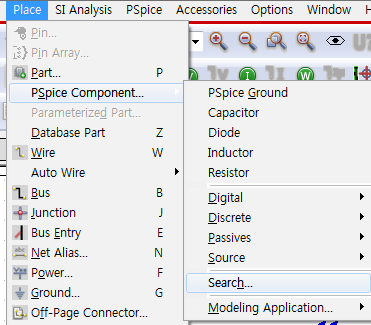 Place SI Analysis PSpice Accessories Options Window
Pin...
Pin Array...
Part... P
PSpice Component...
Parameterized Part...
Database Part Z
Wire W
Auto Wire
Bus B
Junction J
Bus Entry E
Net Alias... N
Power... F
Ground... G
Off-Page Connector...
PSpice Ground
Capacitor
Diode
Inductor
Resistor
Digital
Discrete
Passives
Source
Search...
Modeling Application...